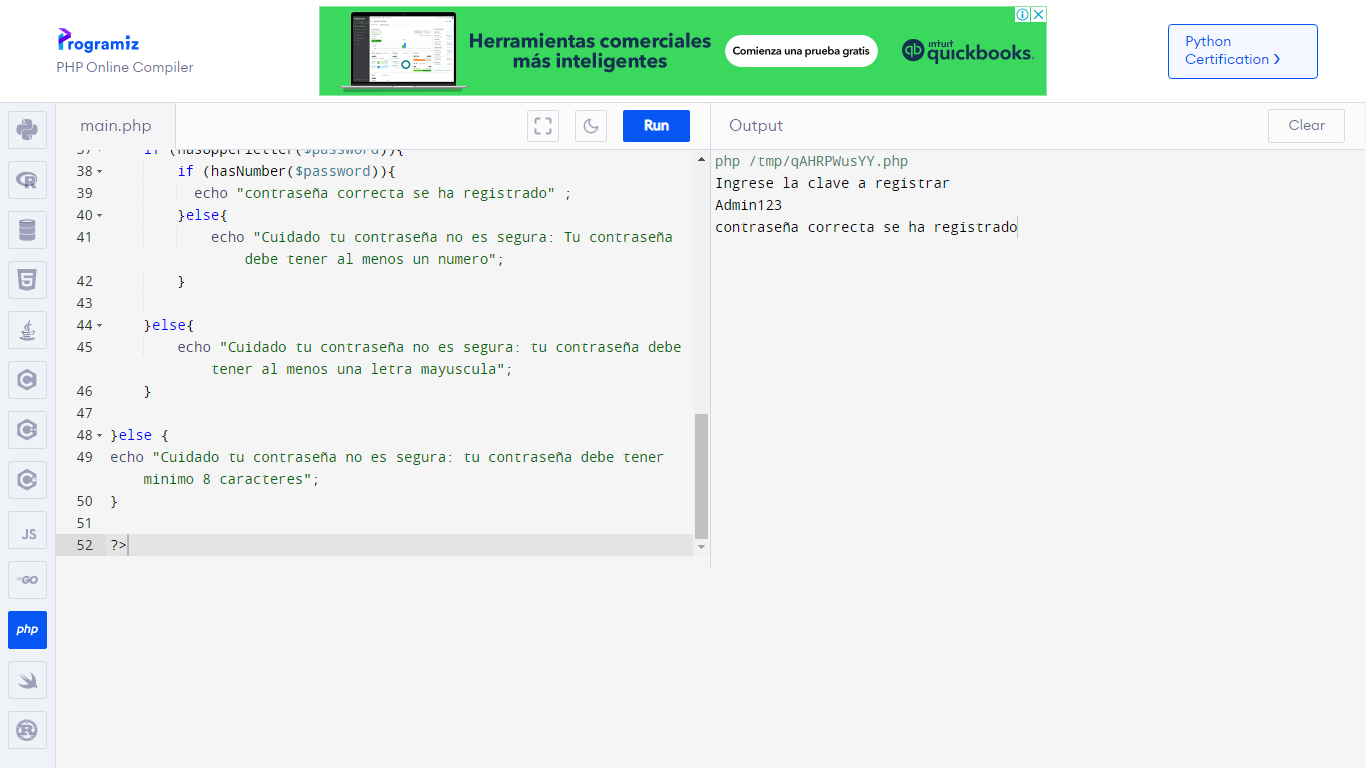 Programiz
PHP Online Compiler
Herramientas comerciales
más inteligentes
Comienza una prueba gratis
intuit
quickbooks.
Python
Certification
main.php
Run
Output
Clear
37 if (hasUpperLetter($password)){
38 if (hasNumber($password)){
39 echo "contraseña correcta se ha registrado" ;
40 }else{
41 echo "Cuidado tu contraseña no es segura: Tu contraseña
debe tener al menos un numero";
42 }
43
44 }else{
45 echo "Cuidado tu contraseña no es segura: tu contraseña debe
tener al menos una letra mayuscula";
46 }
47
48 }else {
49 echo "Cuidado tu contraseña no es segura: tu contraseña debe tener
minimo 8 caracteres";
50 }
51
52 ?>
php /tmp/qAHRPWusYY.php
Ingrese la clave a registrar
Admin123
contraseña correcta se ha registrado
JS
GO
php